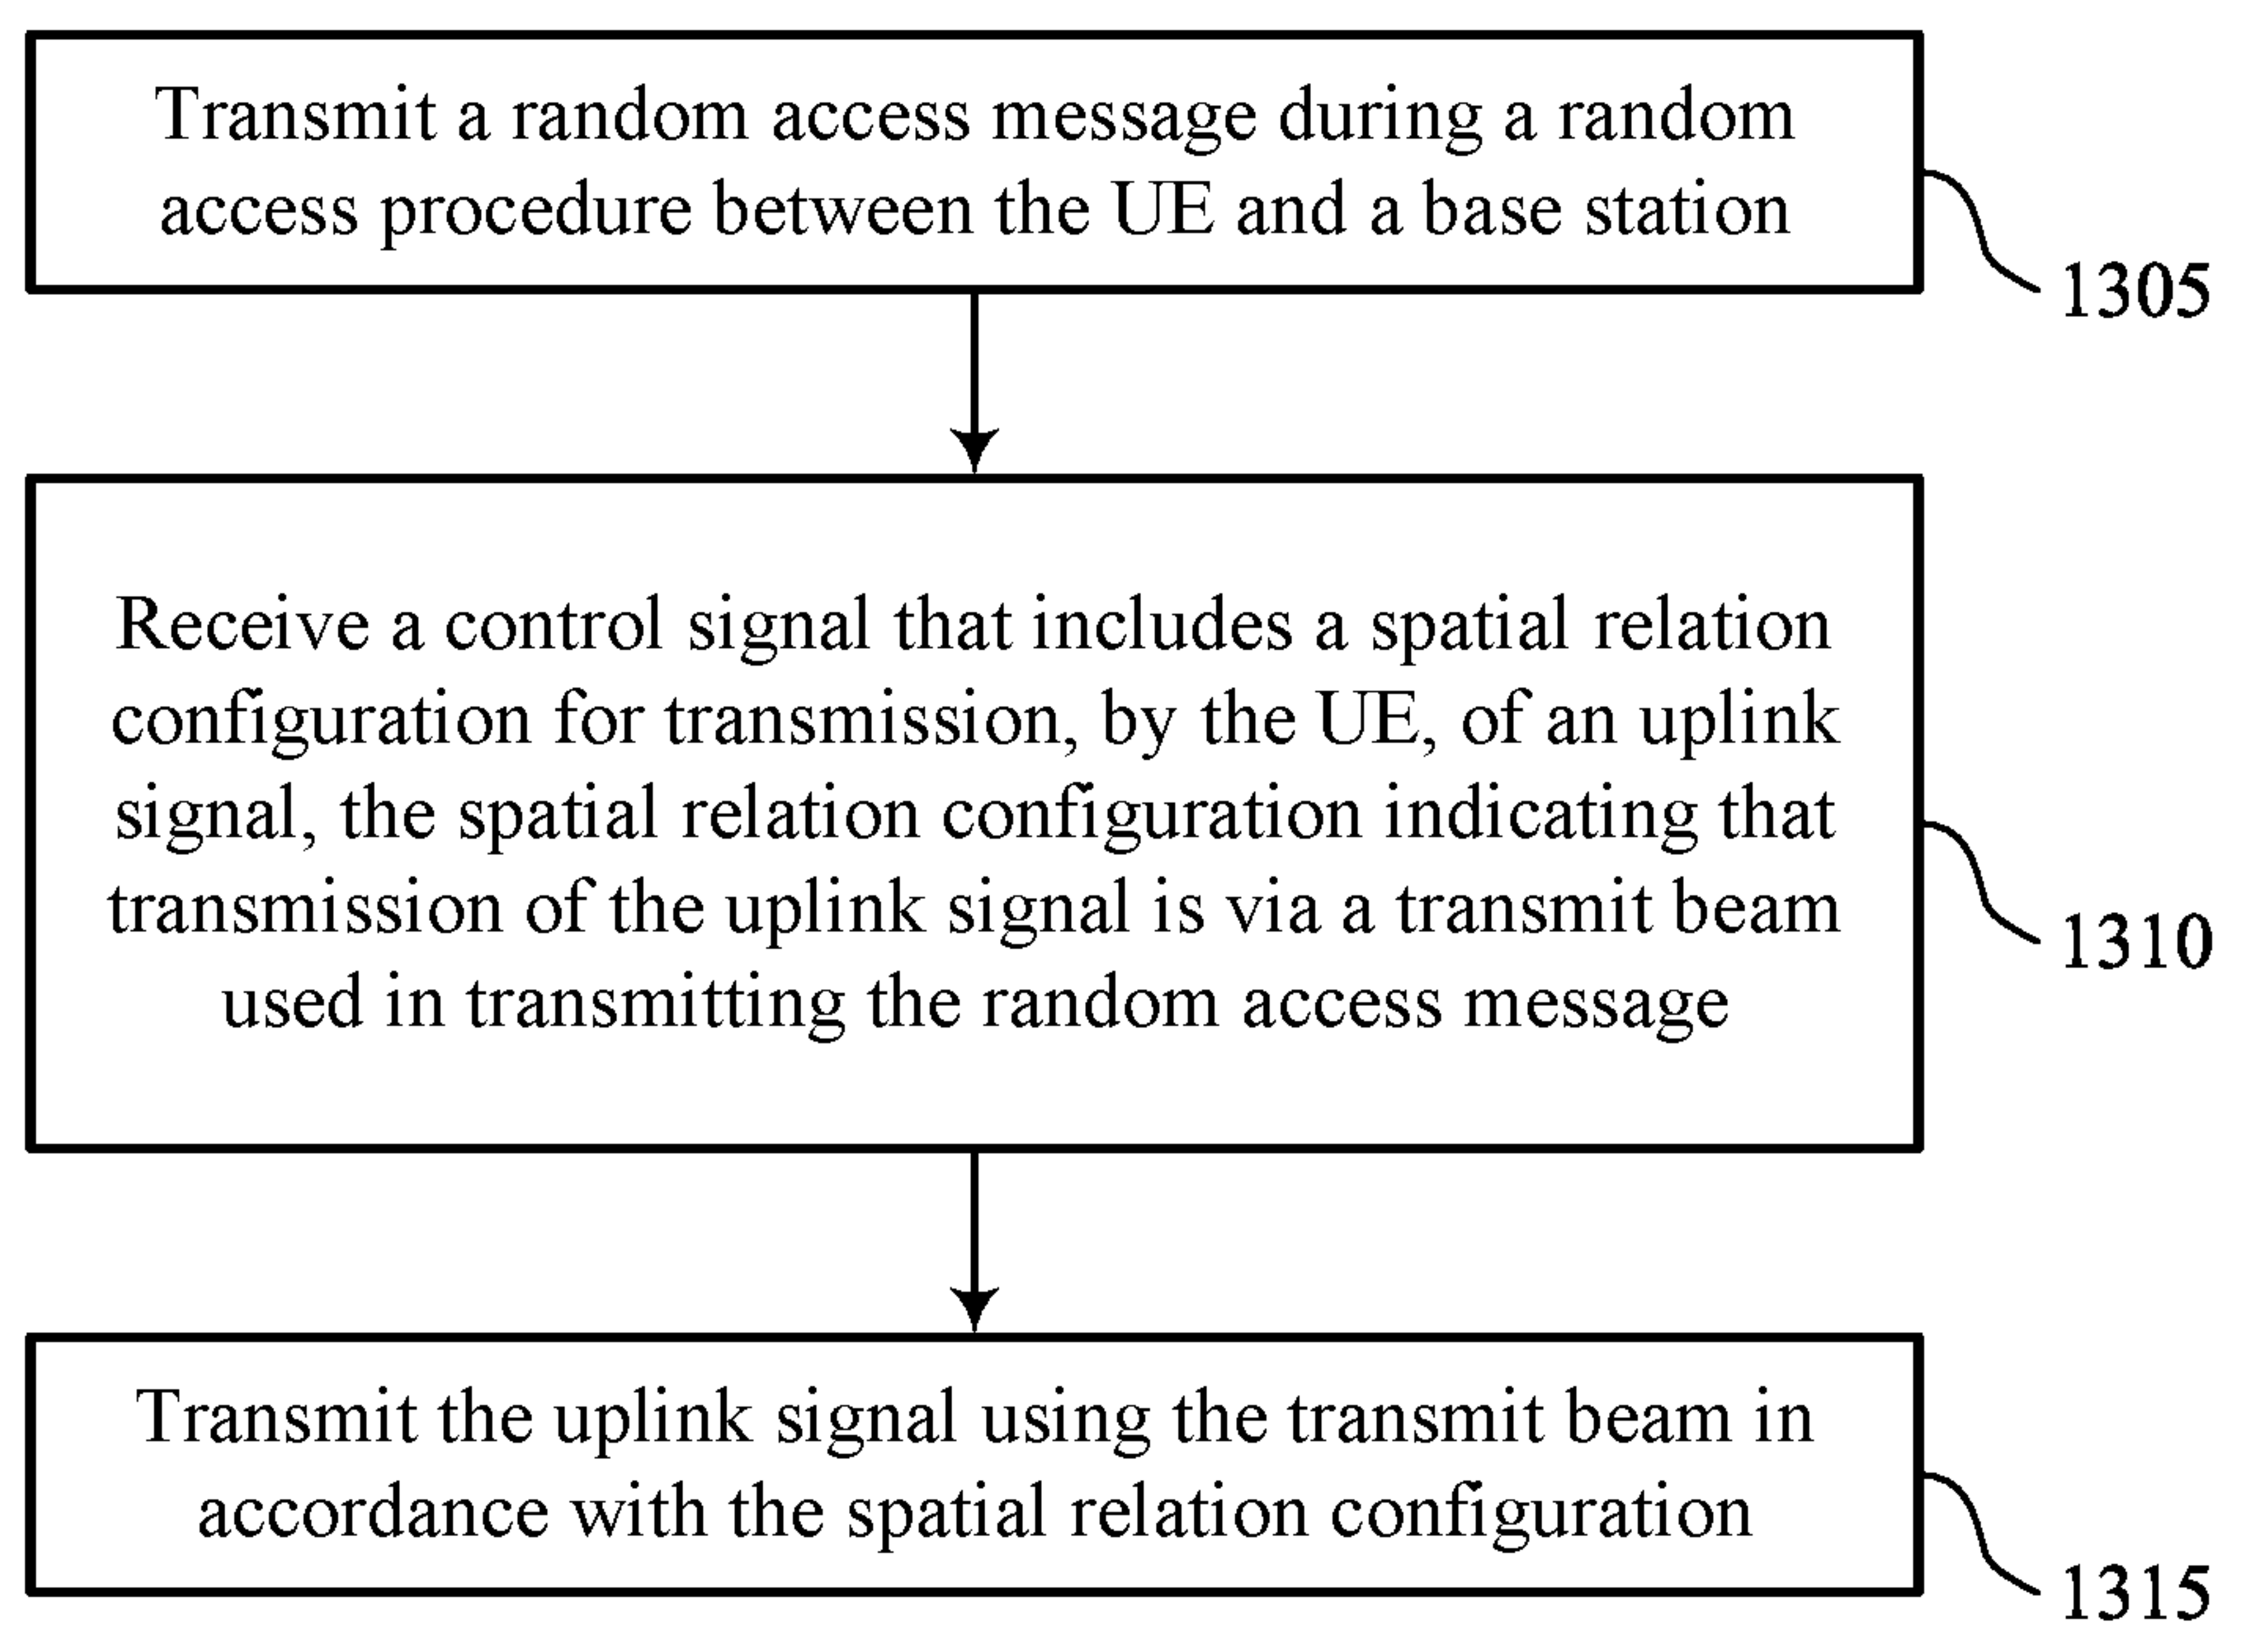 Transmit a random access message during a random
access procedure between the UE and a base station
1305
Receive a control signal that includes a spatial relation
configuration for transmission, by the UE, of an uplink
signal, the spatial relation configuration indicating that
transmission of the uplink signal is via a transmit beam
used in transmitting the random access message
1310
Transmit the uplink signal using the transmit beam in
accordance with the spatial relation configuration
1315